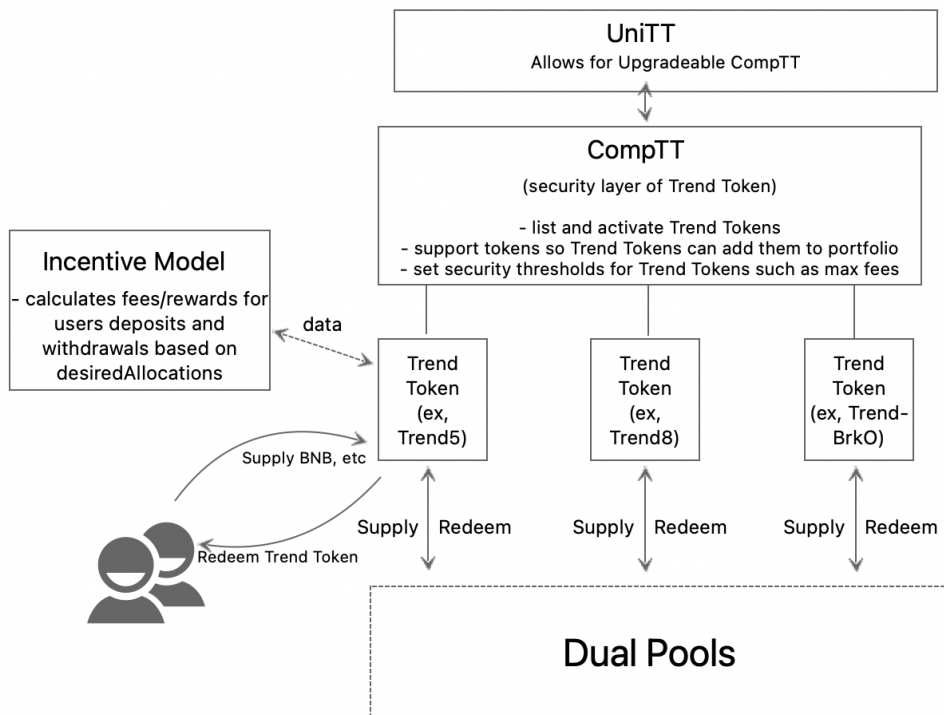 UniTT
Allows for Upgradeable CompTT
CompTT
(security layer of Trend Token)
- list and activate Trend Tokens
- support tokens so Trend Tokens can add them to portfolio
- set security thresholds for Trend Tokens such as max fees
Incentive Model
- calculates fees/rewards for
users deposits and
withdrawals based on
desiredAllocations
data
Trend
Token
(ex,
Trend5)
Trend
Token
(ex,
Trend8)
Trend
Token
(ex, Trend-
BrkO)
Supply BNB, etc
Redeem Trend Token
Supply
Redeem
Supply
Redeem
Supply
Redeem
Dual Pools